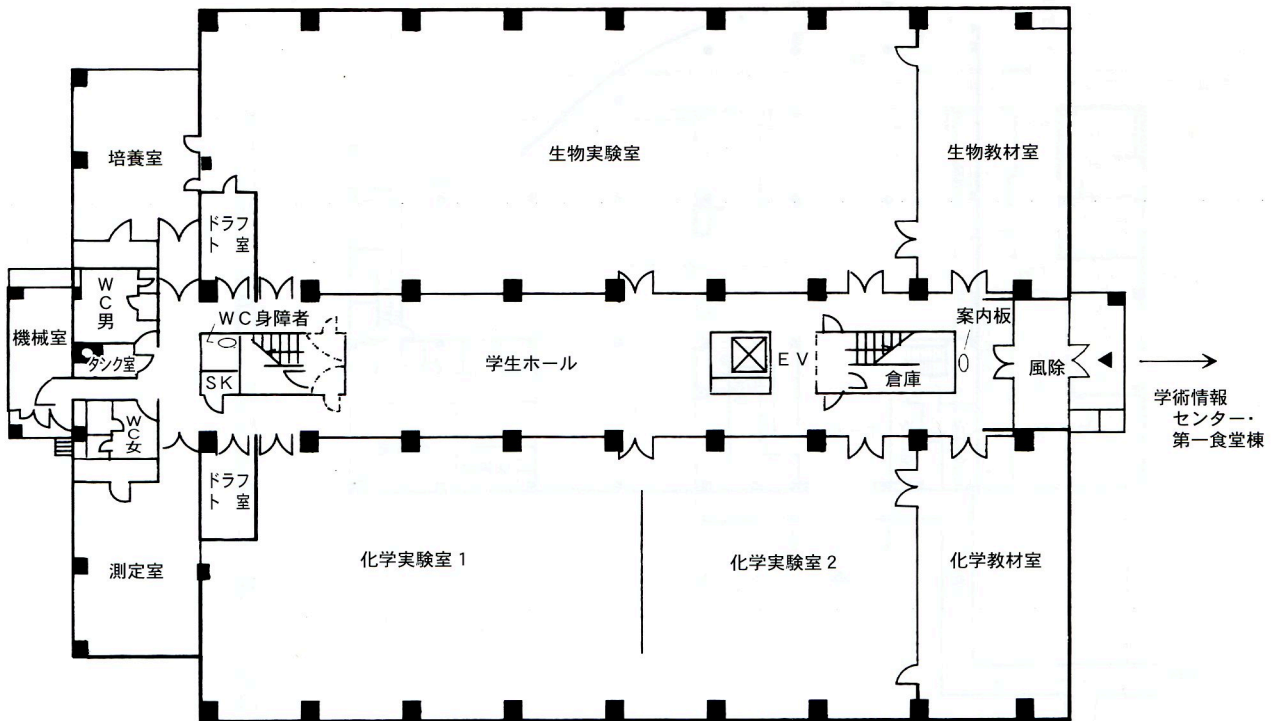 生物実験室
生物教材室
培養室
ドラフ
ト 室
WC男
WC身障者
案内板
機械室
タンク室
学生ホール
EV
倉庫
風除
SK
WC女
学術情報
センター・
第一食堂棟
ドラフ
ト 室
測定室
化学実験室1
化学実験室2
化学教材室